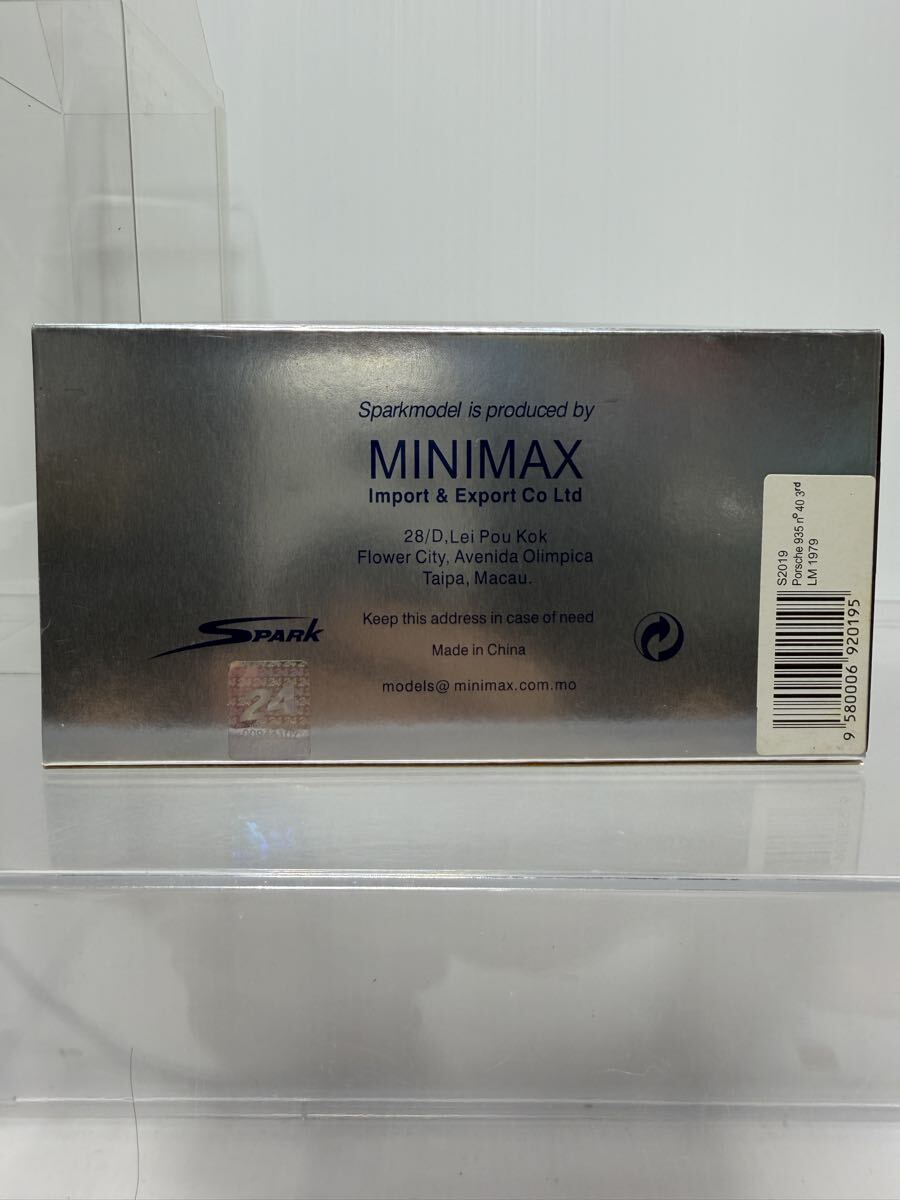 Sparkmodel is produced by
MINIMAX
Import & Export Co Ltd
28/D,Lei Pou Kok
Flower City, Avenida Olimpica
Taipa, Macau.
Keep this address in case of need
Made in China
models@ minimax.com.mo
SPARK
24
S2019
Porsche 935 nº 40 3rd
LM 1979
9 580006 920195